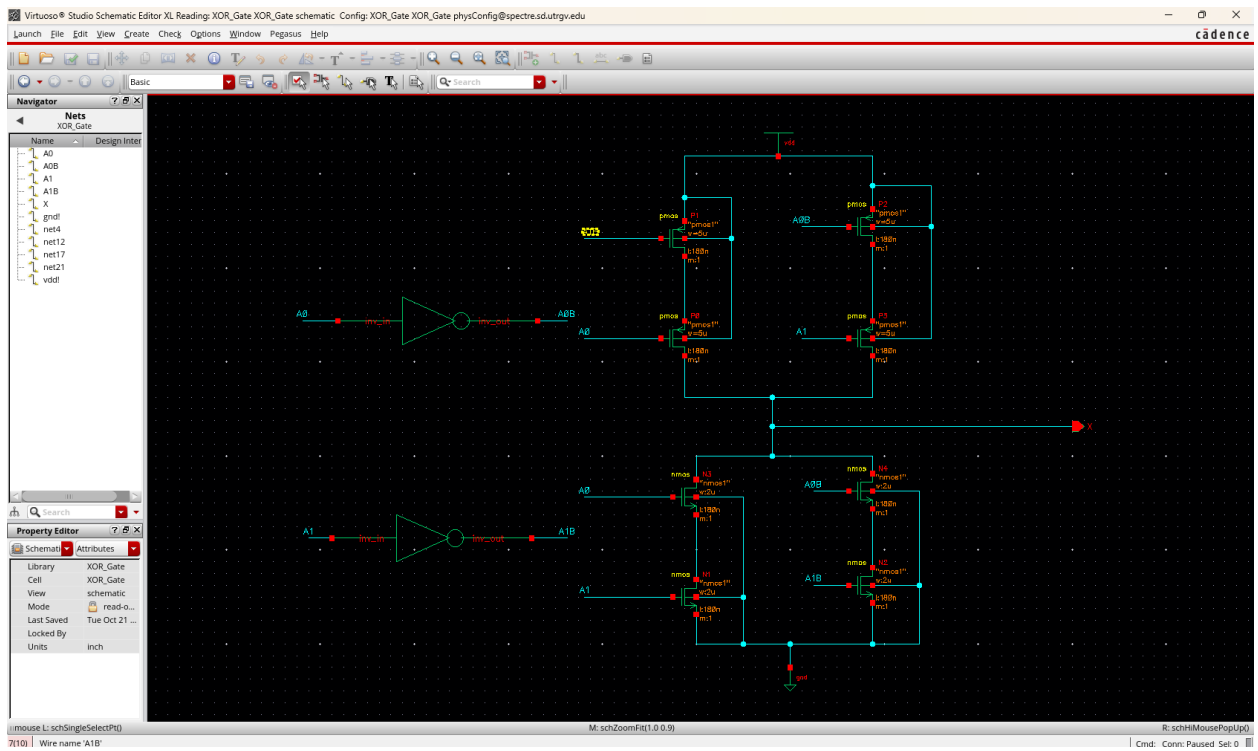 Virtuoso® Studio Schematic Editor XL Reading: XOR_Gate XOR_Gate schematic Config: XOR_Gate XOR_Gate physConfig@spectre.sd.utrgv.edu
Launch File Edit View Create Check Options Window Pegasus Help
cādence
Basic
Search
Navigator
Nets
XOR_Gate
Name Design Inter
A0
A0B
A1
A1B
X
gnd!
net4
net12
net17
net21
vdd!
Search
Property Editor
Schemati Attributes
Library XOR_Gate
Cell XOR_Gate
View schematic
Mode read-o...
Last Saved Tue Oct 21 ...
Locked By
Units inch
vdd
pmos P1
"pmos1"
w=5u
l:180n
m:1
A0B
pmos P2
"pmos1"
w=5u
l:180n
m:1
A0 inv_in inv_out A0B
A0
pmos P0
"pmos1"
w=5u
l:180n
m:1
A1
pmos P3
"pmos1"
w=5u
l:180n
m:1
X
A0
nmos N3
"nmos1"
w:2u
l:180n
m:1
A0B
nmos N4
"nmos1"
w:2u
l:180n
m:1
A1 inv_in inv_out A1B
A1
nmos N1
"nmos1"
w:2u
l:180n
m:1
A1B
nmos
"nmos1"
w:2u
l:180n
m:1
gnd
mouse L: schSingleSelectPt() M: schZoomFit(1.0 0.9) R: schHiMousePopUp()
7(10) Wire name 'A1B' Cmd: Conn: Paused Sel: 0